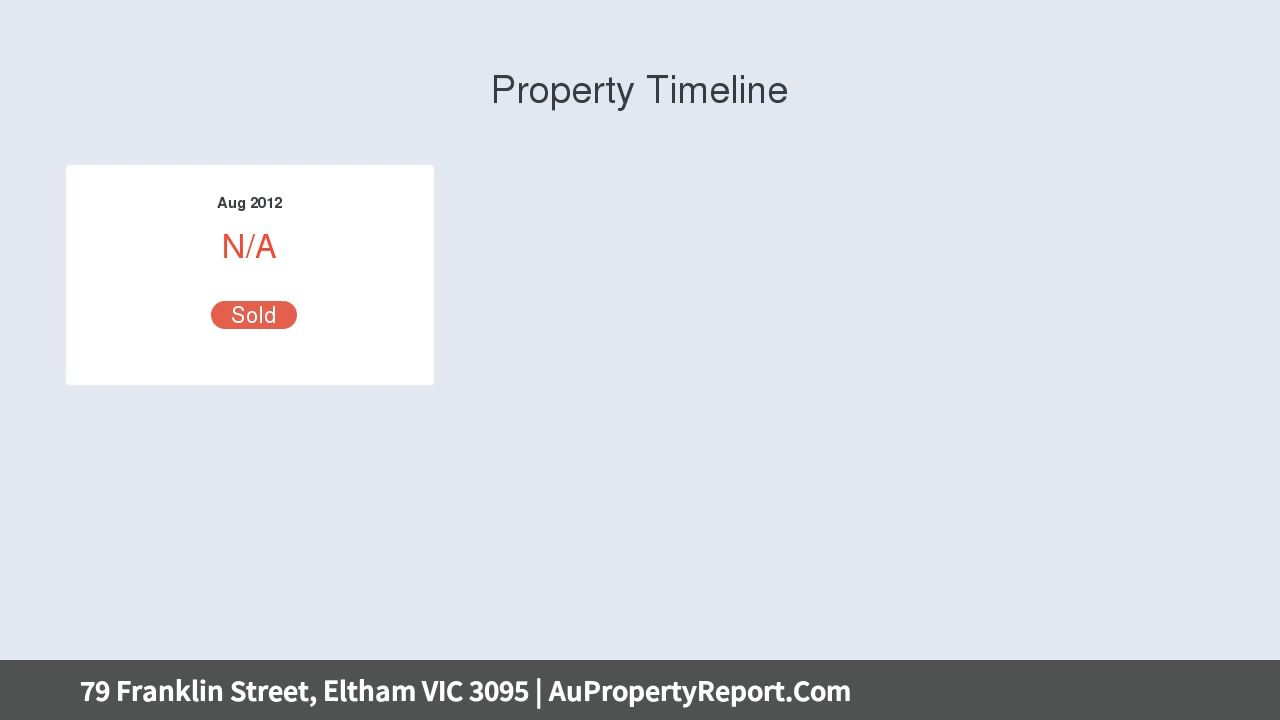 Property Timeline
Aug 2012
N/A
Sold
79 Franklin Street, Eltham VIC 3095 | AuPropertyReport.Com